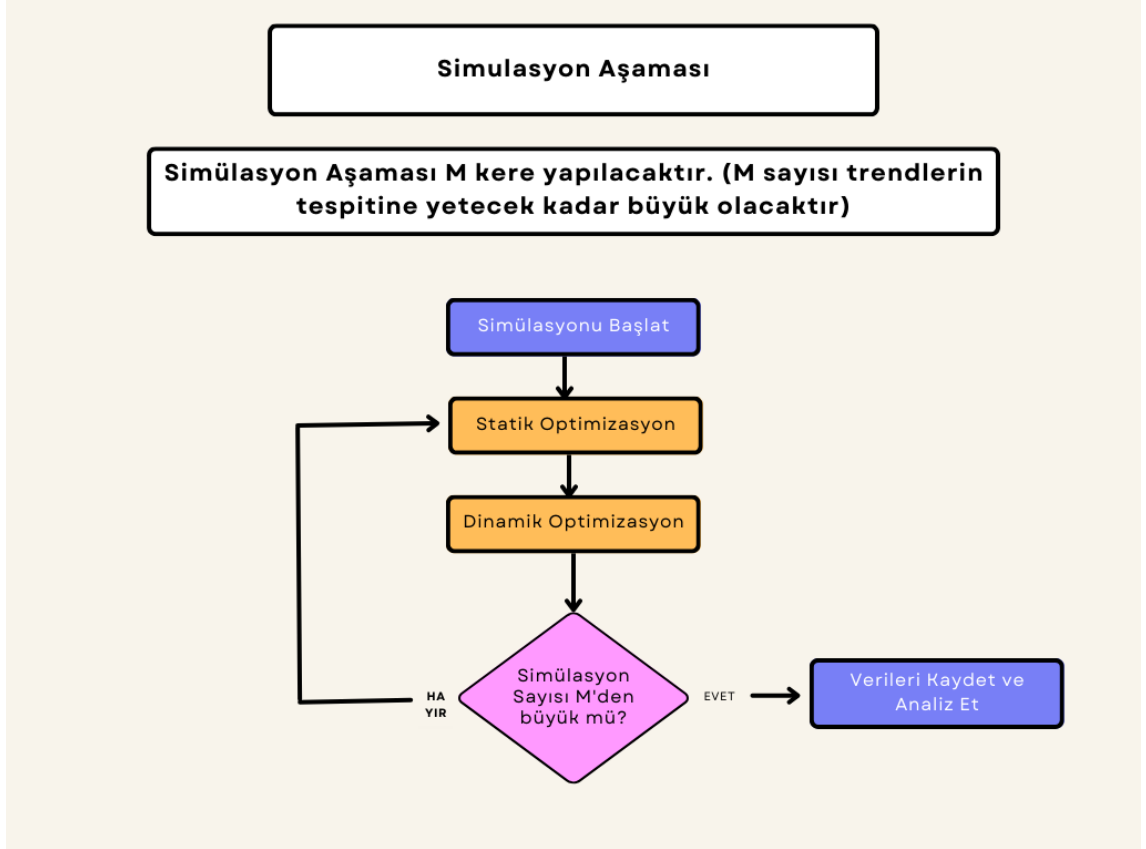 Simulasyon Aşaması
Simülasyon Aşaması M kere yapılacaktır. (M sayısı trendlerin
tespitine yetecek kadar büyük olacaktır)
Simülasyonu Başlat
Statik Optimizasyon
Dinamik Optimizasyon
Simülasyon
Sayısı M'den
büyük mü?
HA
YIR
EVET
Verileri Kaydet ve
Analiz Et